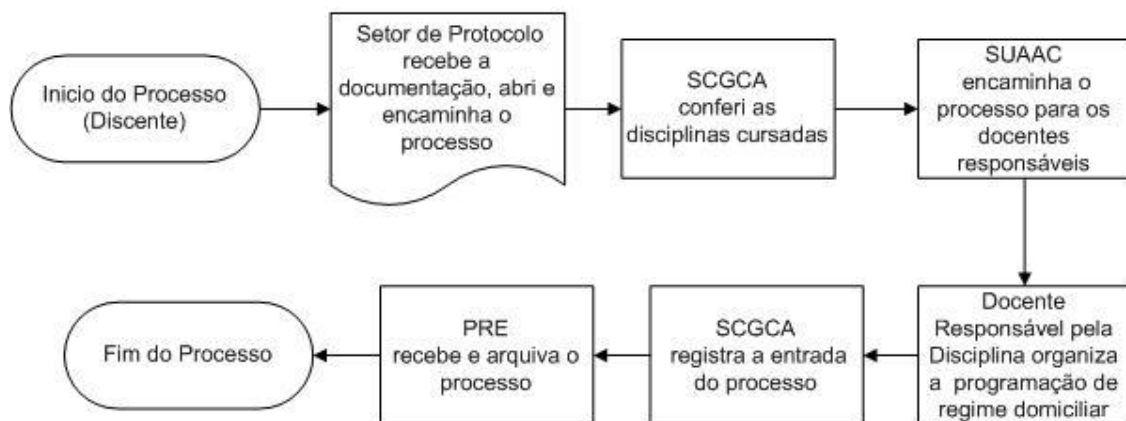 Inicio do Processo
(Discente)
Setor de Protocolo
recebe a
documentação, abri e
encaminha o
processo
SCGCA
conferi as
disciplinas cursadas
SUAAC
encaminha o
processo para os
docentes
responsáveis
Docente
Responsável pela
Disciplina organiza
a programação de
regime domiciliar
SCGCA
registra a entrada
do processo
PRE
recebe e arquiva o
processo
Fim do Processo